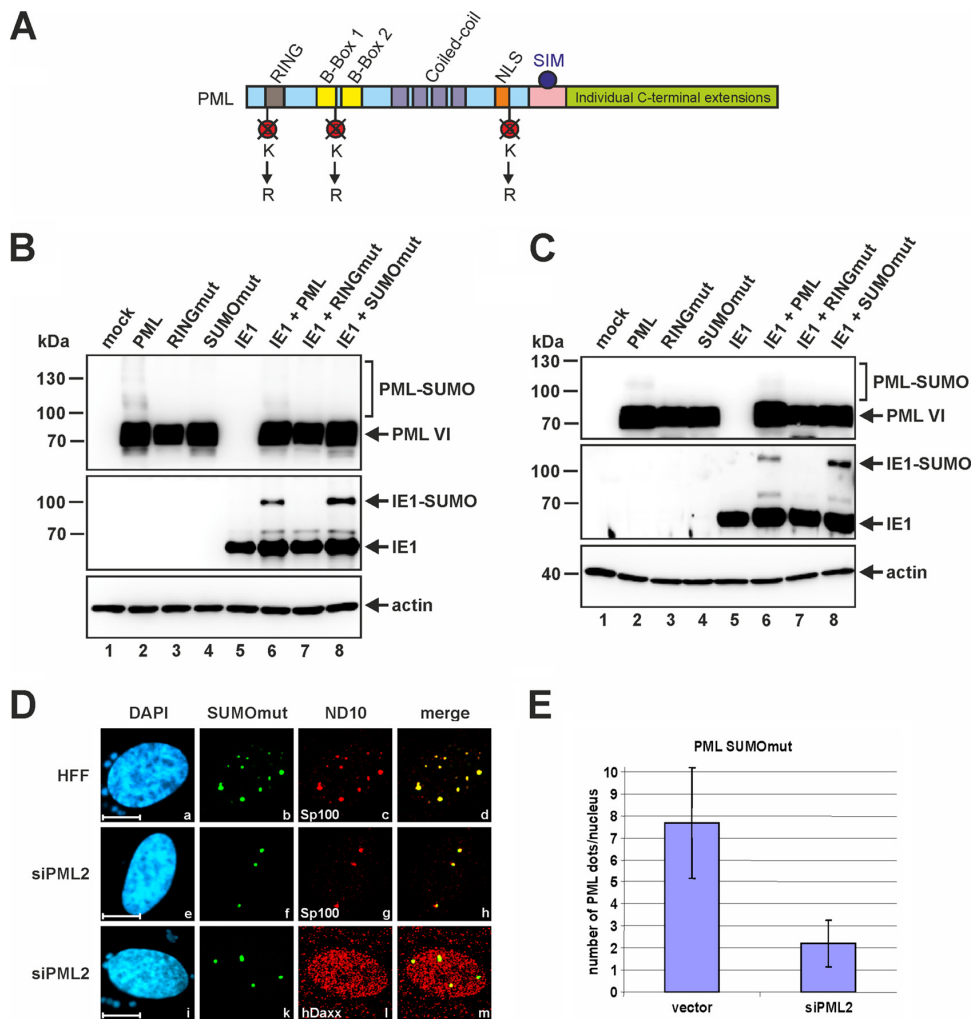 A
RING
B-Box 1
B-Box 2
Coiled-coil
NLS
SIM
PML
Individual C-terminal extensions
K K K
R R R
B
mock PML RINGmut SUMOmut IE1 IE1 + PML IE1 + RINGmut IE1 + SUMOmut
kDa
130
100
70
PML-SUMO
PML VI
100
70
IE1-SUMO
IE1
actin
1 2 3 4 5 6 7 8
C
mock PML RINGmut SUMOmut IE1 IE1 + PML IE1 + RINGmut IE1 + SUMOmut
kDa
130
100
70
PML-SUMO
PML VI
100
70
IE1-SUMO
IE1
40
actin
1 2 3 4 5 6 7 8
D
DAPI SUMOmut ND10 merge
HFF
a b Sp100 c d
siPML2
e f Sp100 g h
siPML2
i k hDaxx l m
E
PML SUMOmut
number of PML dots/nucleus
10
9
8
7
6
5
4
3
2
1
0
vector siPML2